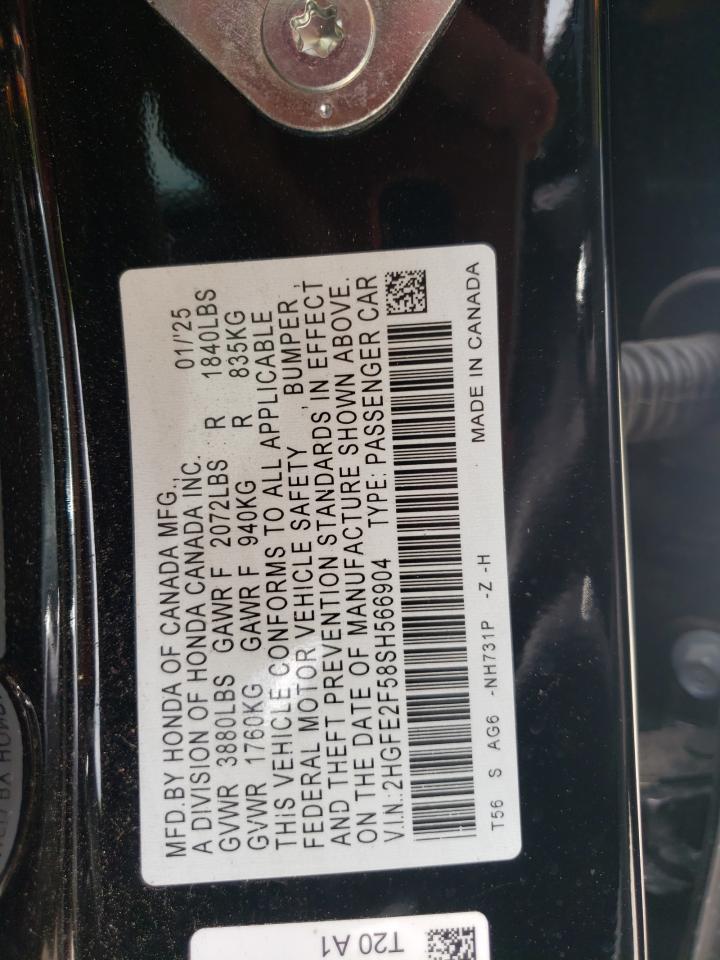 MFD.BY HONDA OF CANADA MFG.,
A DIVISION OF HONDA CANADA INC. 01/'25
GVWR 3880LBS GAWR F 2072LBS R 1840LBS
GVWR 1760KG GAWR F 940KG R 835KG
THIS VEHICLE CONFORMS TO ALL APPLICABLE
FEDERAL MOTOR VEHICLE SAFETY , BUMPER ,
AND THEFT PREVENTION STANDARDS IN EFFECT
ON THE DATE OF MANUFACTURE SHOWN ABOVE.
V.I.N.:2HGFE2F58SH566904 TYPE: PASSENGER CAR
T56 S AG6 -NH731P -Z -H MADE IN CANADA
T20 A1